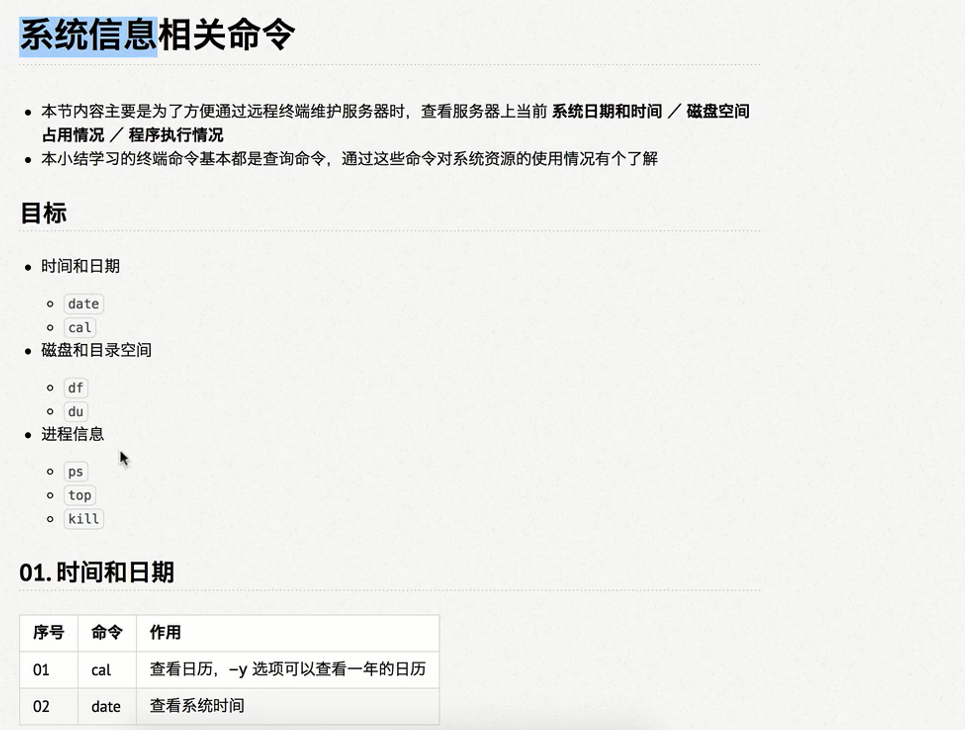 系统信息相关命令
本节内容主要是为了方便通过远程终端维护服务器时，查看服务器上当前 系统日期和时间 ／ 磁盘空间
占用情况 ／ 程序执行情况
本小结学习的终端命令基本都是查询命令，通过这些命令对系统资源的使用情况有个了解
目标
时间和日期
date
cal
磁盘和目录空间
df
du
进程信息
ps
top
kill
01. 时间和日期
序号 命令 作用
01 cal 查看日历，–y 选项可以查看一年的日历
02 date 查看系统时间